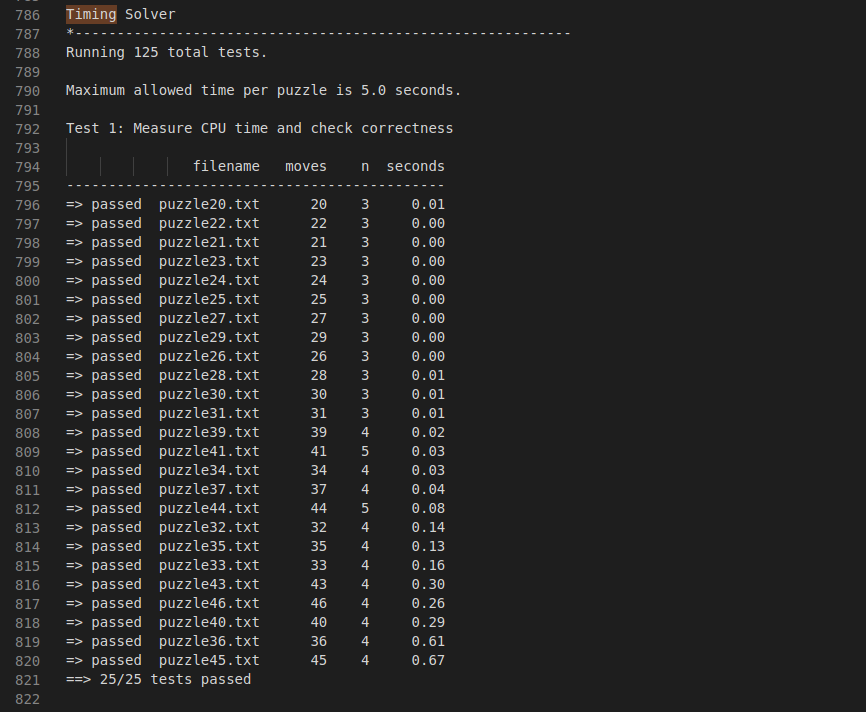 786 Timing Solver
787 *-----------------------------------------------------------
788 Running 125 total tests.
789
790 Maximum allowed time per puzzle is 5.0 seconds.
791
792 Test 1: Measure CPU time and check correctness
793
794                filename   moves    n  seconds
795 ---------------------------------------------
796 => passed  puzzle20.txt      20    3     0.01
797 => passed  puzzle22.txt      22    3     0.00
798 => passed  puzzle21.txt      21    3     0.00
799 => passed  puzzle23.txt      23    3     0.00
800 => passed  puzzle24.txt      24    3     0.00
801 => passed  puzzle25.txt      25    3     0.00
802 => passed  puzzle27.txt      27    3     0.00
803 => passed  puzzle29.txt      29    3     0.00
804 => passed  puzzle26.txt      26    3     0.00
805 => passed  puzzle28.txt      28    3     0.01
806 => passed  puzzle30.txt      30    3     0.01
807 => passed  puzzle31.txt      31    3     0.01
808 => passed  puzzle39.txt      39    4     0.02
809 => passed  puzzle41.txt      41    5     0.03
810 => passed  puzzle34.txt      34    4     0.03
811 => passed  puzzle37.txt      37    4     0.04
812 => passed  puzzle44.txt      44    5     0.08
813 => passed  puzzle32.txt      32    4     0.14
814 => passed  puzzle35.txt      35    4     0.13
815 => passed  puzzle33.txt      33    4     0.16
816 => passed  puzzle43.txt      43    4     0.30
817 => passed  puzzle46.txt      46    4     0.26
818 => passed  puzzle40.txt      40    4     0.29
819 => passed  puzzle36.txt      36    4     0.61
820 => passed  puzzle45.txt      45    4     0.67
821 ==> 25/25 tests passed
822